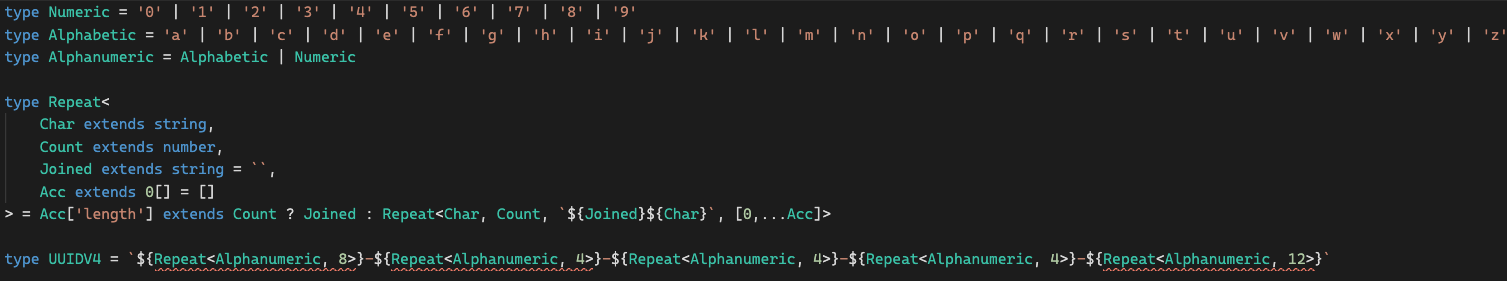 type Numeric = '0' | '1' | '2' | '3' | '4' | '5' | '6' | '7' | '8' | '9'
type Alphabetic = 'a' | 'b' | 'c' | 'd' | 'e' | 'f' | 'g' | 'h' | 'i' | 'j' | 'k' | 'l' | 'm' | 'n' | 'o' | 'p' | 'q' | 'r' | 's' | 't' | 'u' | 'v' | 'w' | 'x' | 'y' | 'z'
type Alphanumeric = Alphabetic | Numeric
type Repeat<
    Char extends string,
    Count extends number,
    Joined extends string = ``,
    Acc extends 0[] = []
> = Acc['length'] extends Count ? Joined : Repeat<Char, Count, `${Joined}${Char}`, [0,...Acc]>
type UUIDV4 = `${Repeat<Alphanumeric, 8>}-${Repeat<Alphanumeric, 4>}-${Repeat<Alphanumeric, 4>}-${Repeat<Alphanumeric, 4>}-${Repeat<Alphanumeric, 12>}`